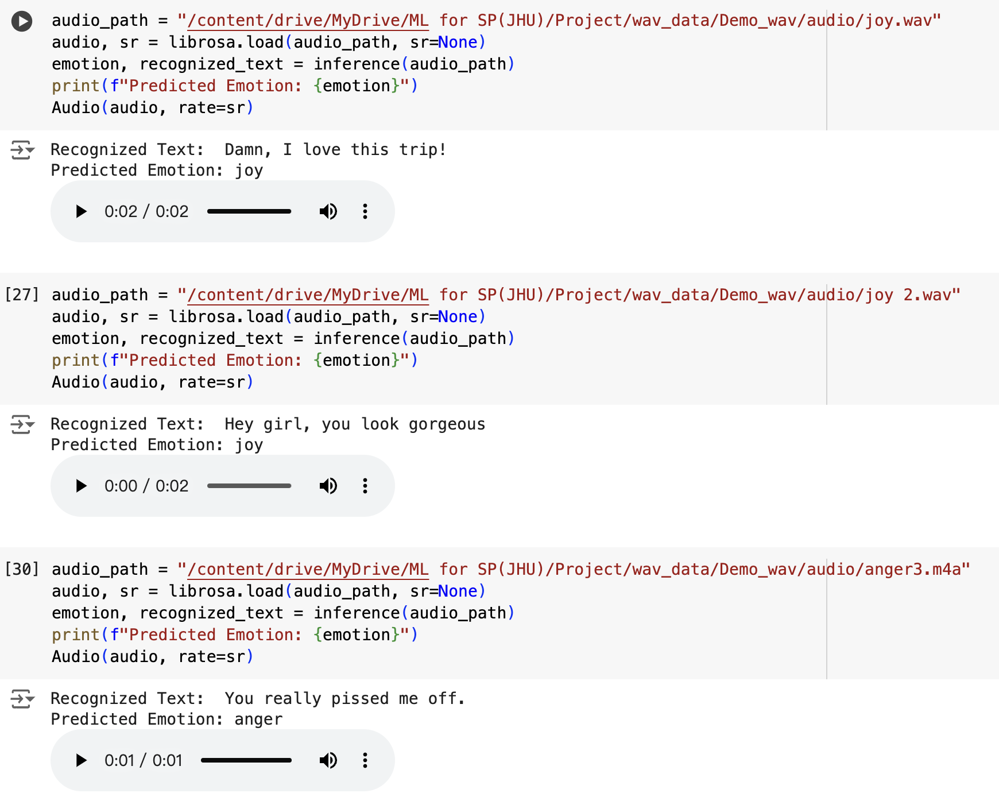 audio_path = "/content/drive/MyDrive/ML for SP(JHU)/Project/wav_data/Demo_wav/audio/joy.wav"
audio, sr = librosa.load(audio_path, sr=None)
emotion, recognized_text = inference(audio_path)
print(f"Predicted Emotion: {emotion}")
Audio(audio, rate=sr)
Recognized Text:  Damn, I love this trip!
Predicted Emotion: joy
0:02 / 0:02
[27] audio_path = "/content/drive/MyDrive/ML for SP(JHU)/Project/wav_data/Demo_wav/audio/joy 2.wav"
audio, sr = librosa.load(audio_path, sr=None)
emotion, recognized_text = inference(audio_path)
print(f"Predicted Emotion: {emotion}")
Audio(audio, rate=sr)
Recognized Text:  Hey girl, you look gorgeous
Predicted Emotion: joy
0:00 / 0:02
[30] audio_path = "/content/drive/MyDrive/ML for SP(JHU)/Project/wav_data/Demo_wav/audio/anger3.m4a"
audio, sr = librosa.load(audio_path, sr=None)
emotion, recognized_text = inference(audio_path)
print(f"Predicted Emotion: {emotion}")
Audio(audio, rate=sr)
Recognized Text:  You really pissed me off.
Predicted Emotion: anger
0:01 / 0:01